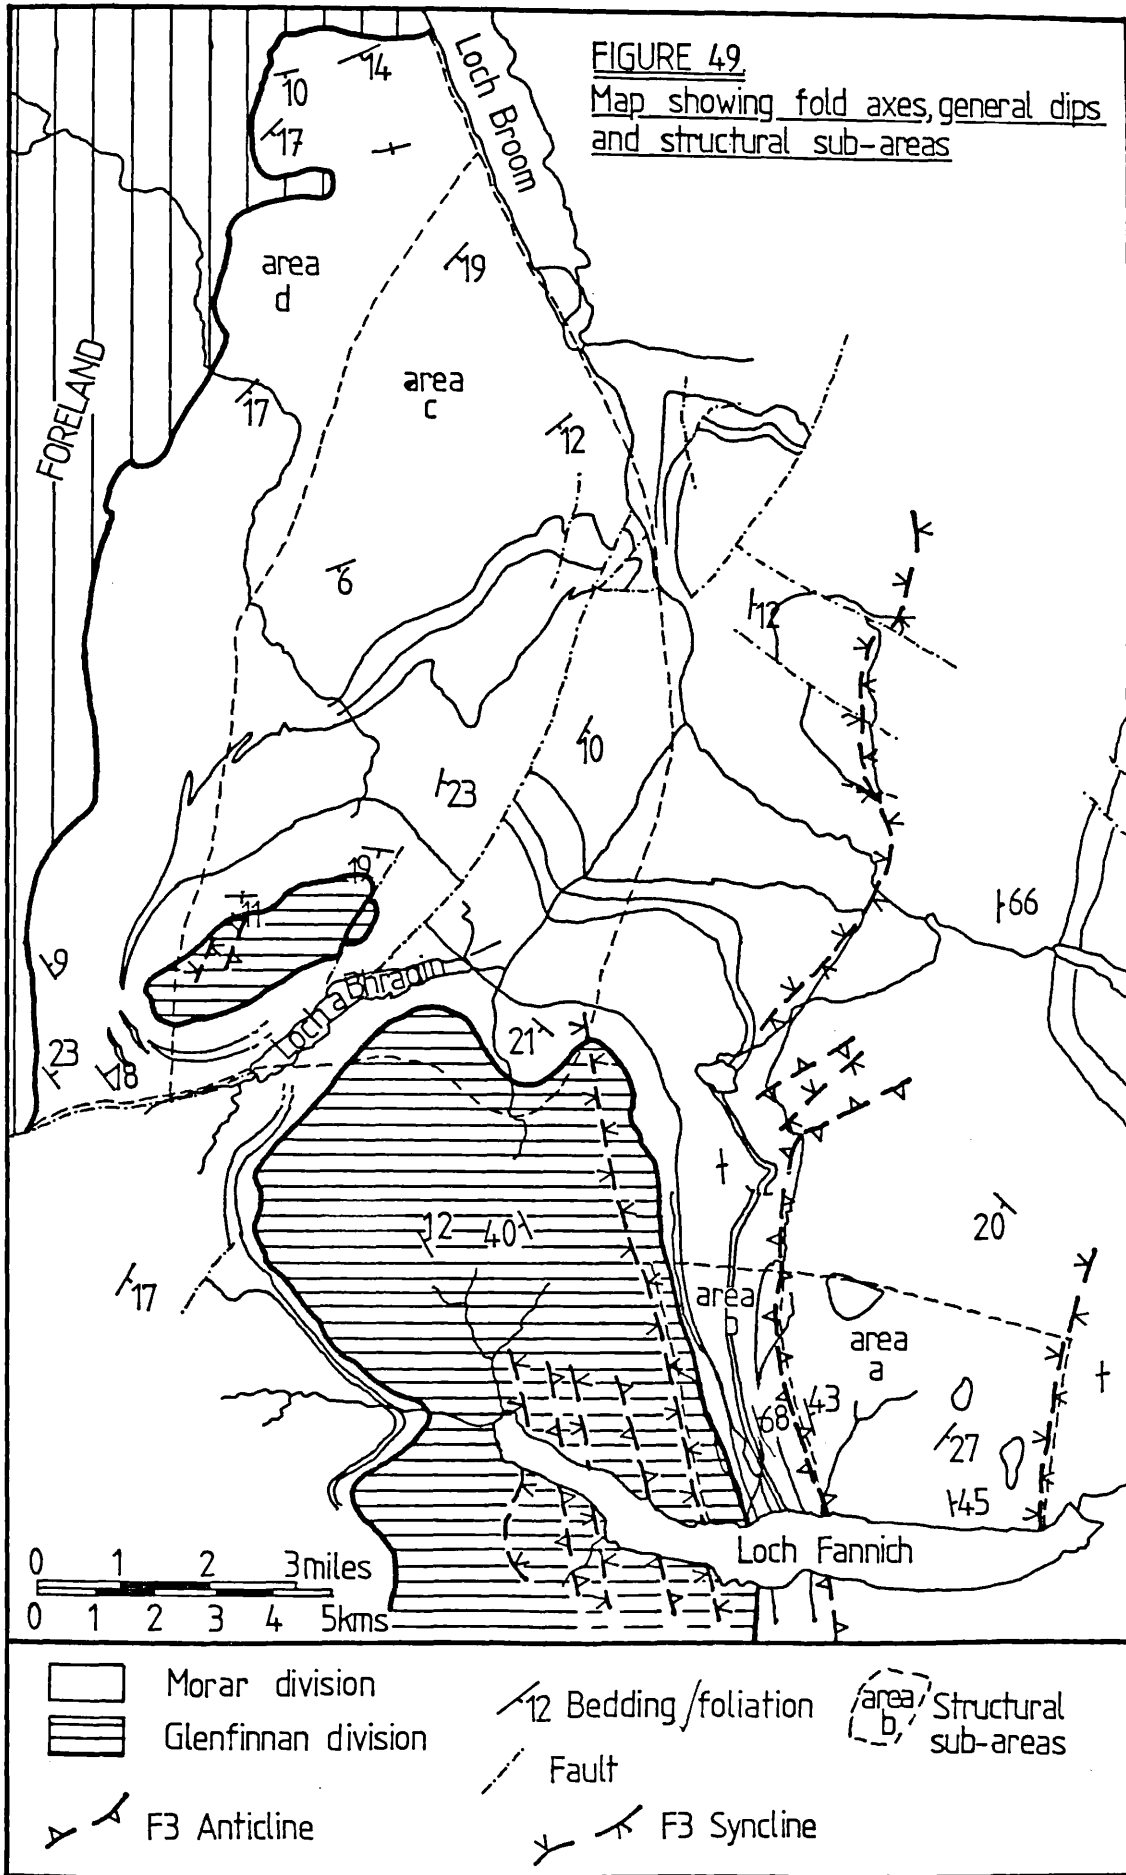 FIGURE 49.
Map showing fold axes, general dips
and structural sub-areas
Loch Broom
14
10
17
19
area
d
area
c
FORELAND
17
12
6
12
10
23
19
11
66
9
Loch a Bhraoin
23
18
21
12
40
20
17
area
b
area
a
68
43
27
45
Loch Fannich
0 1 2 3 miles
0 1 2 3 4 5kms
Morar division
Glenfinnan division
F3 Anticline
12 Bedding/foliation
Fault
F3 Syncline
area
b
Structural
sub-areas